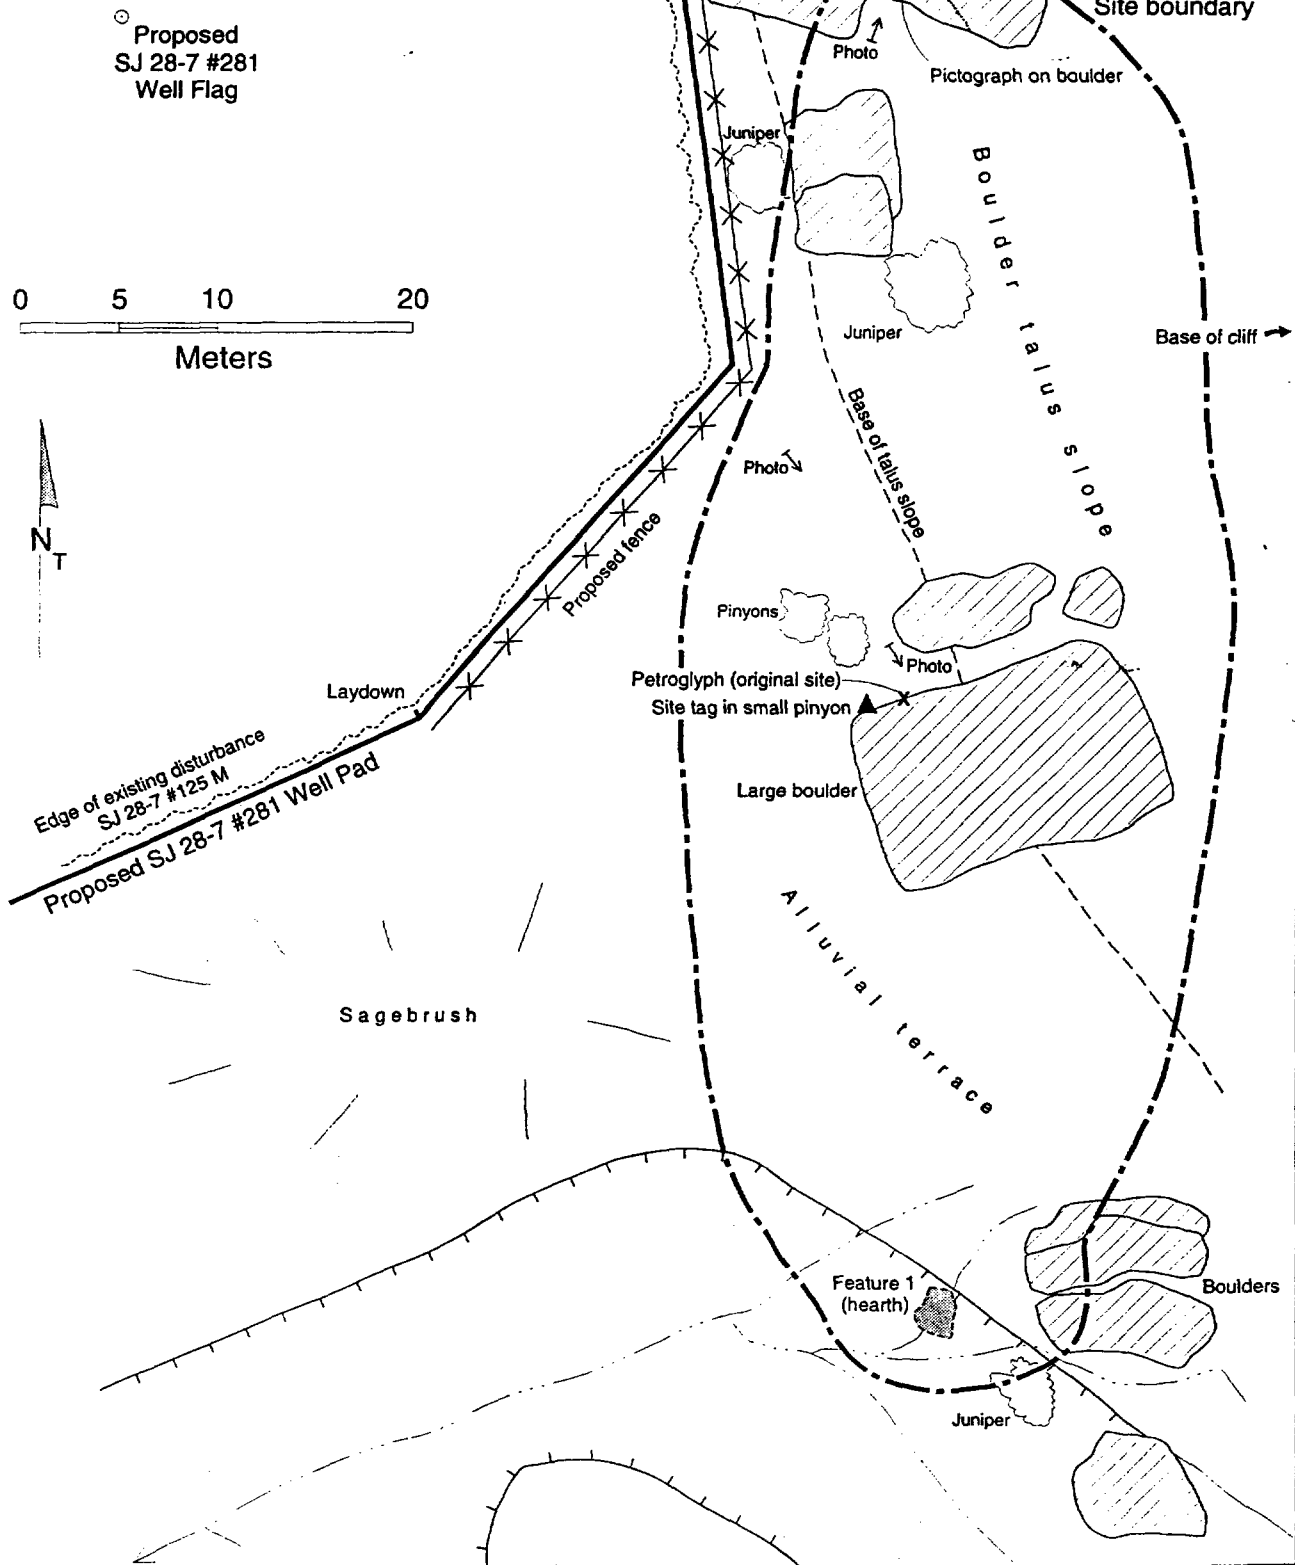 Site boundary
Proposed
SJ 28-7 #281
Well Flag
Photo
Pictograph on boulder
Juniper
Boulder talus slope
0 5 10 20
Meters
Juniper
Base of cliff
Base of talus slope
Photo
N
T
Proposed fence
Pinyons
Photo
Petroglyph (original site)
Site tag in small pinyon
Laydown
Edge of existing disturbance
SJ 28-7 #125 M
Proposed SJ 28-7 #281 Well Pad
Large boulder
Alluvial terrace
Sagebrush
Feature 1
(hearth)
Boulders
Juniper